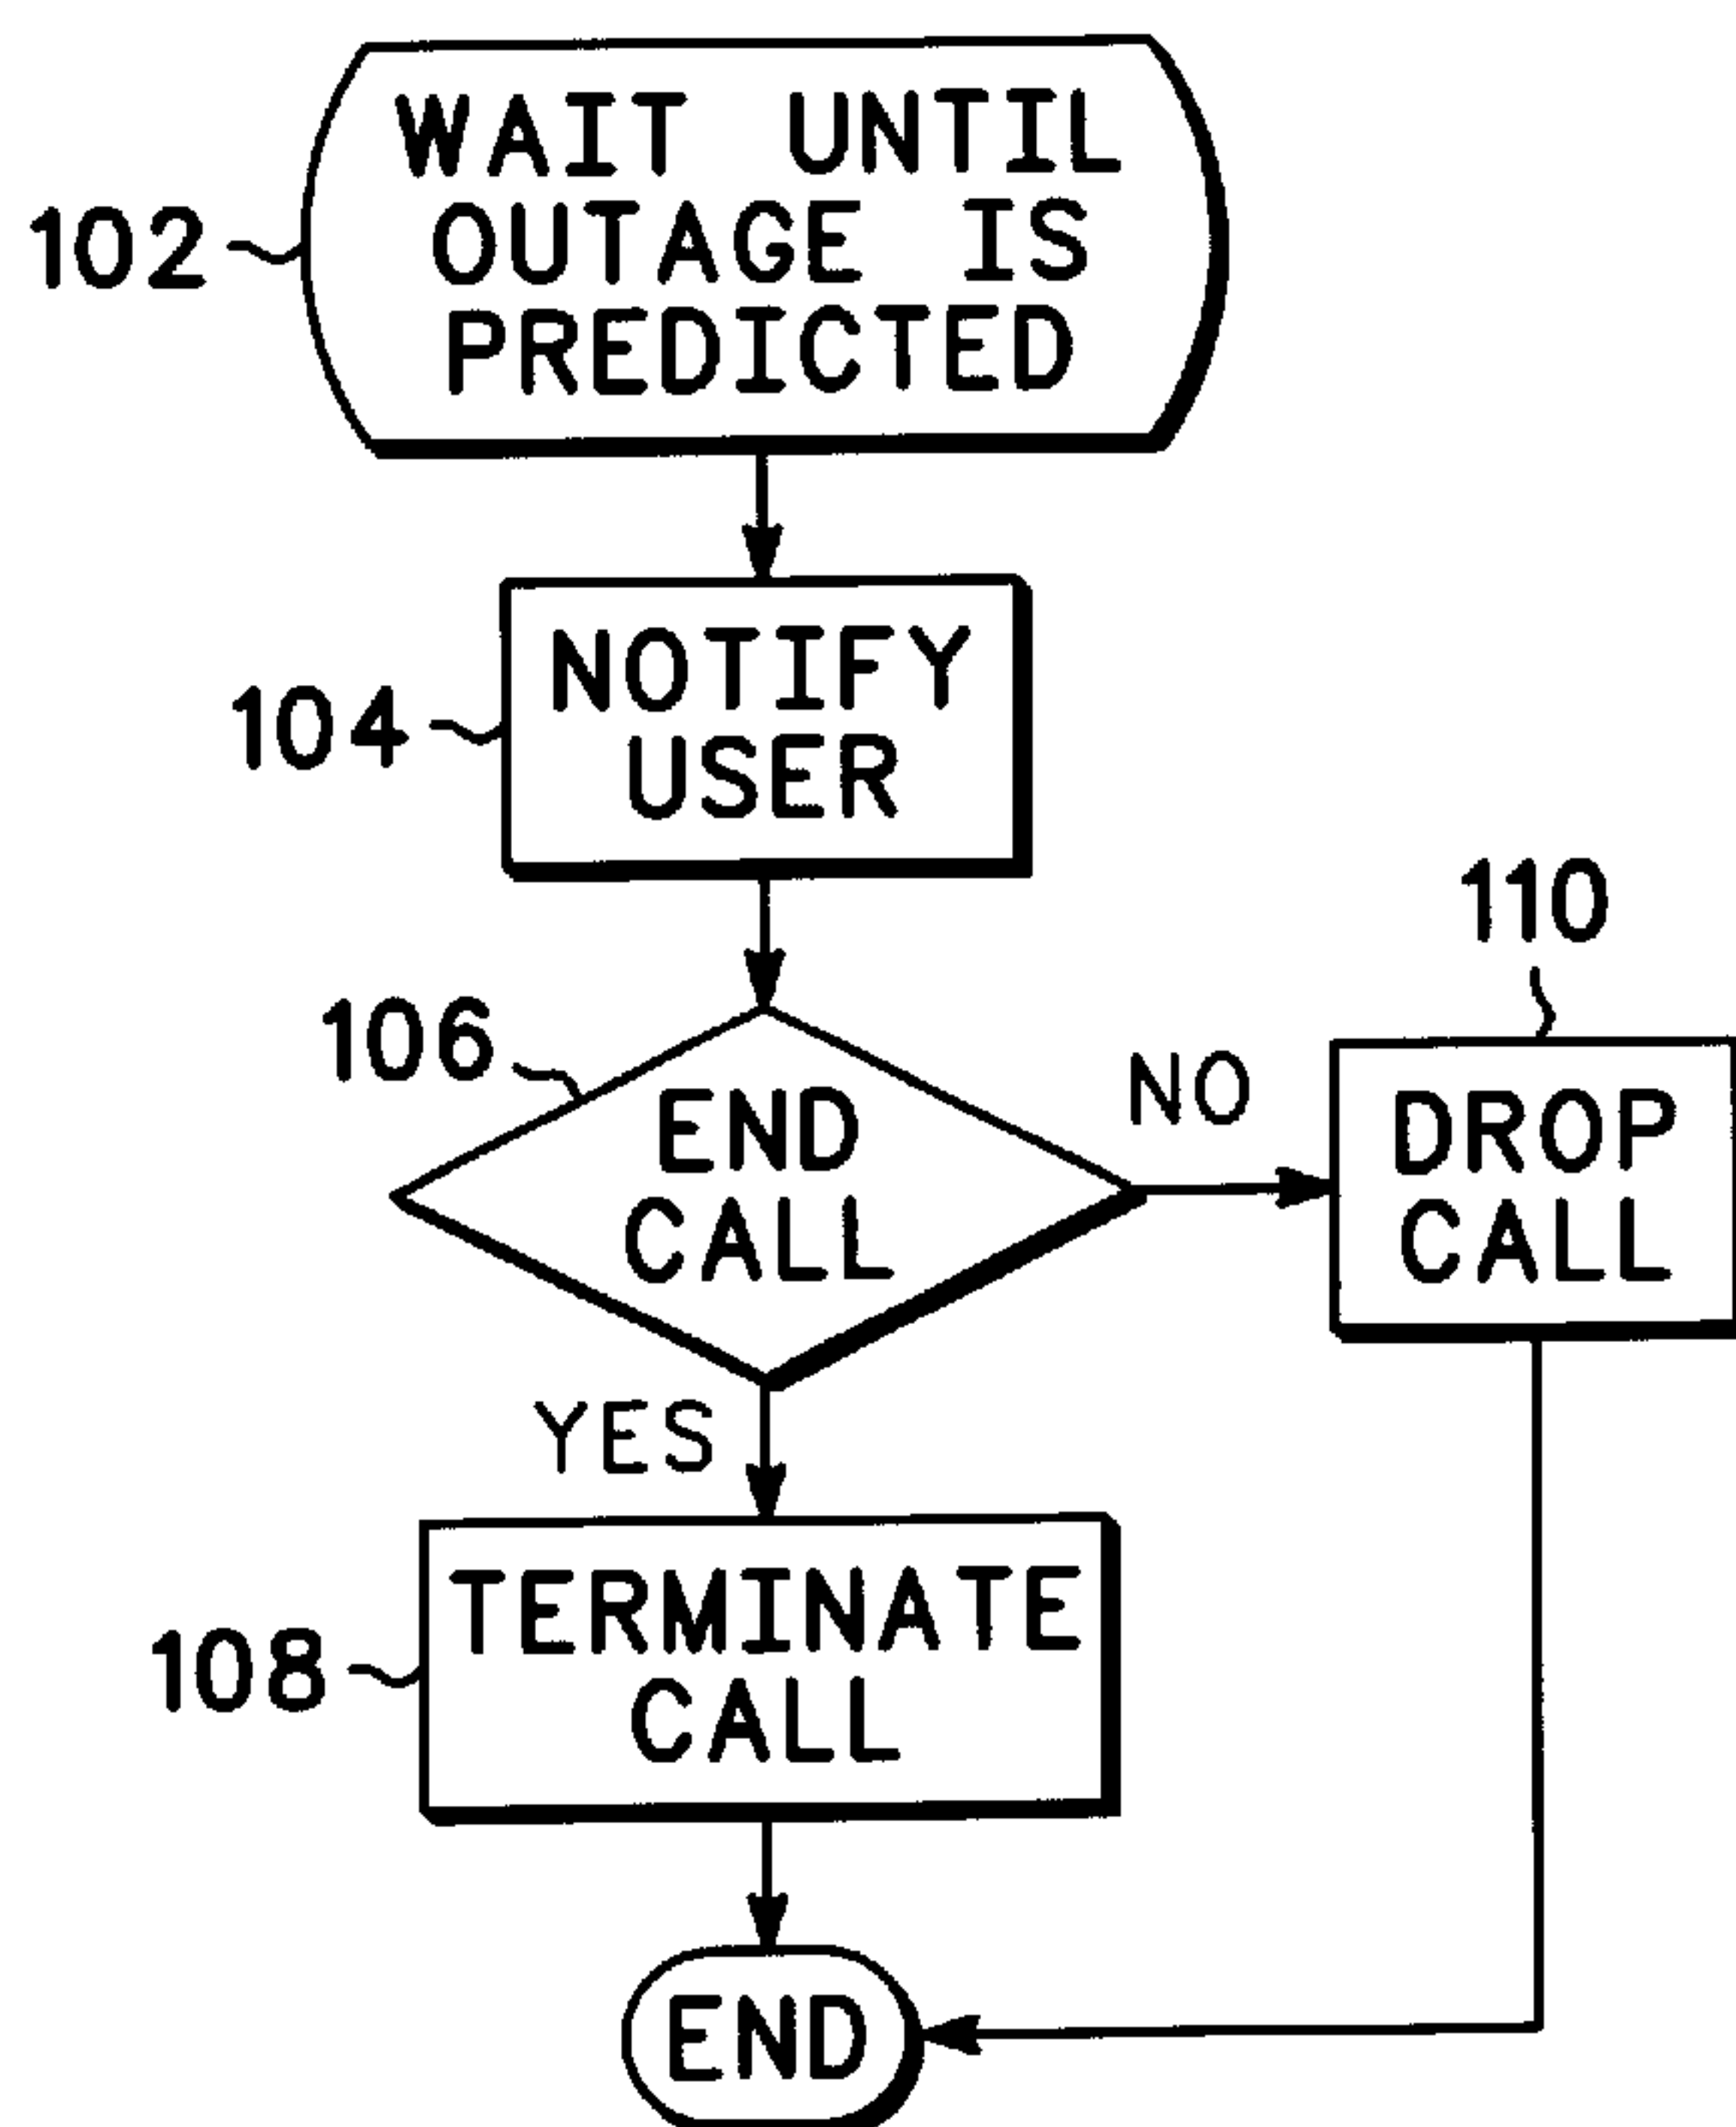 WAIT UNTIL
OUTAGE IS
PREDICTED
102
NOTIFY
USER
104
110
106
END
CALL
NO
DROP
CALL
YES
TERMINATE
CALL
108
END